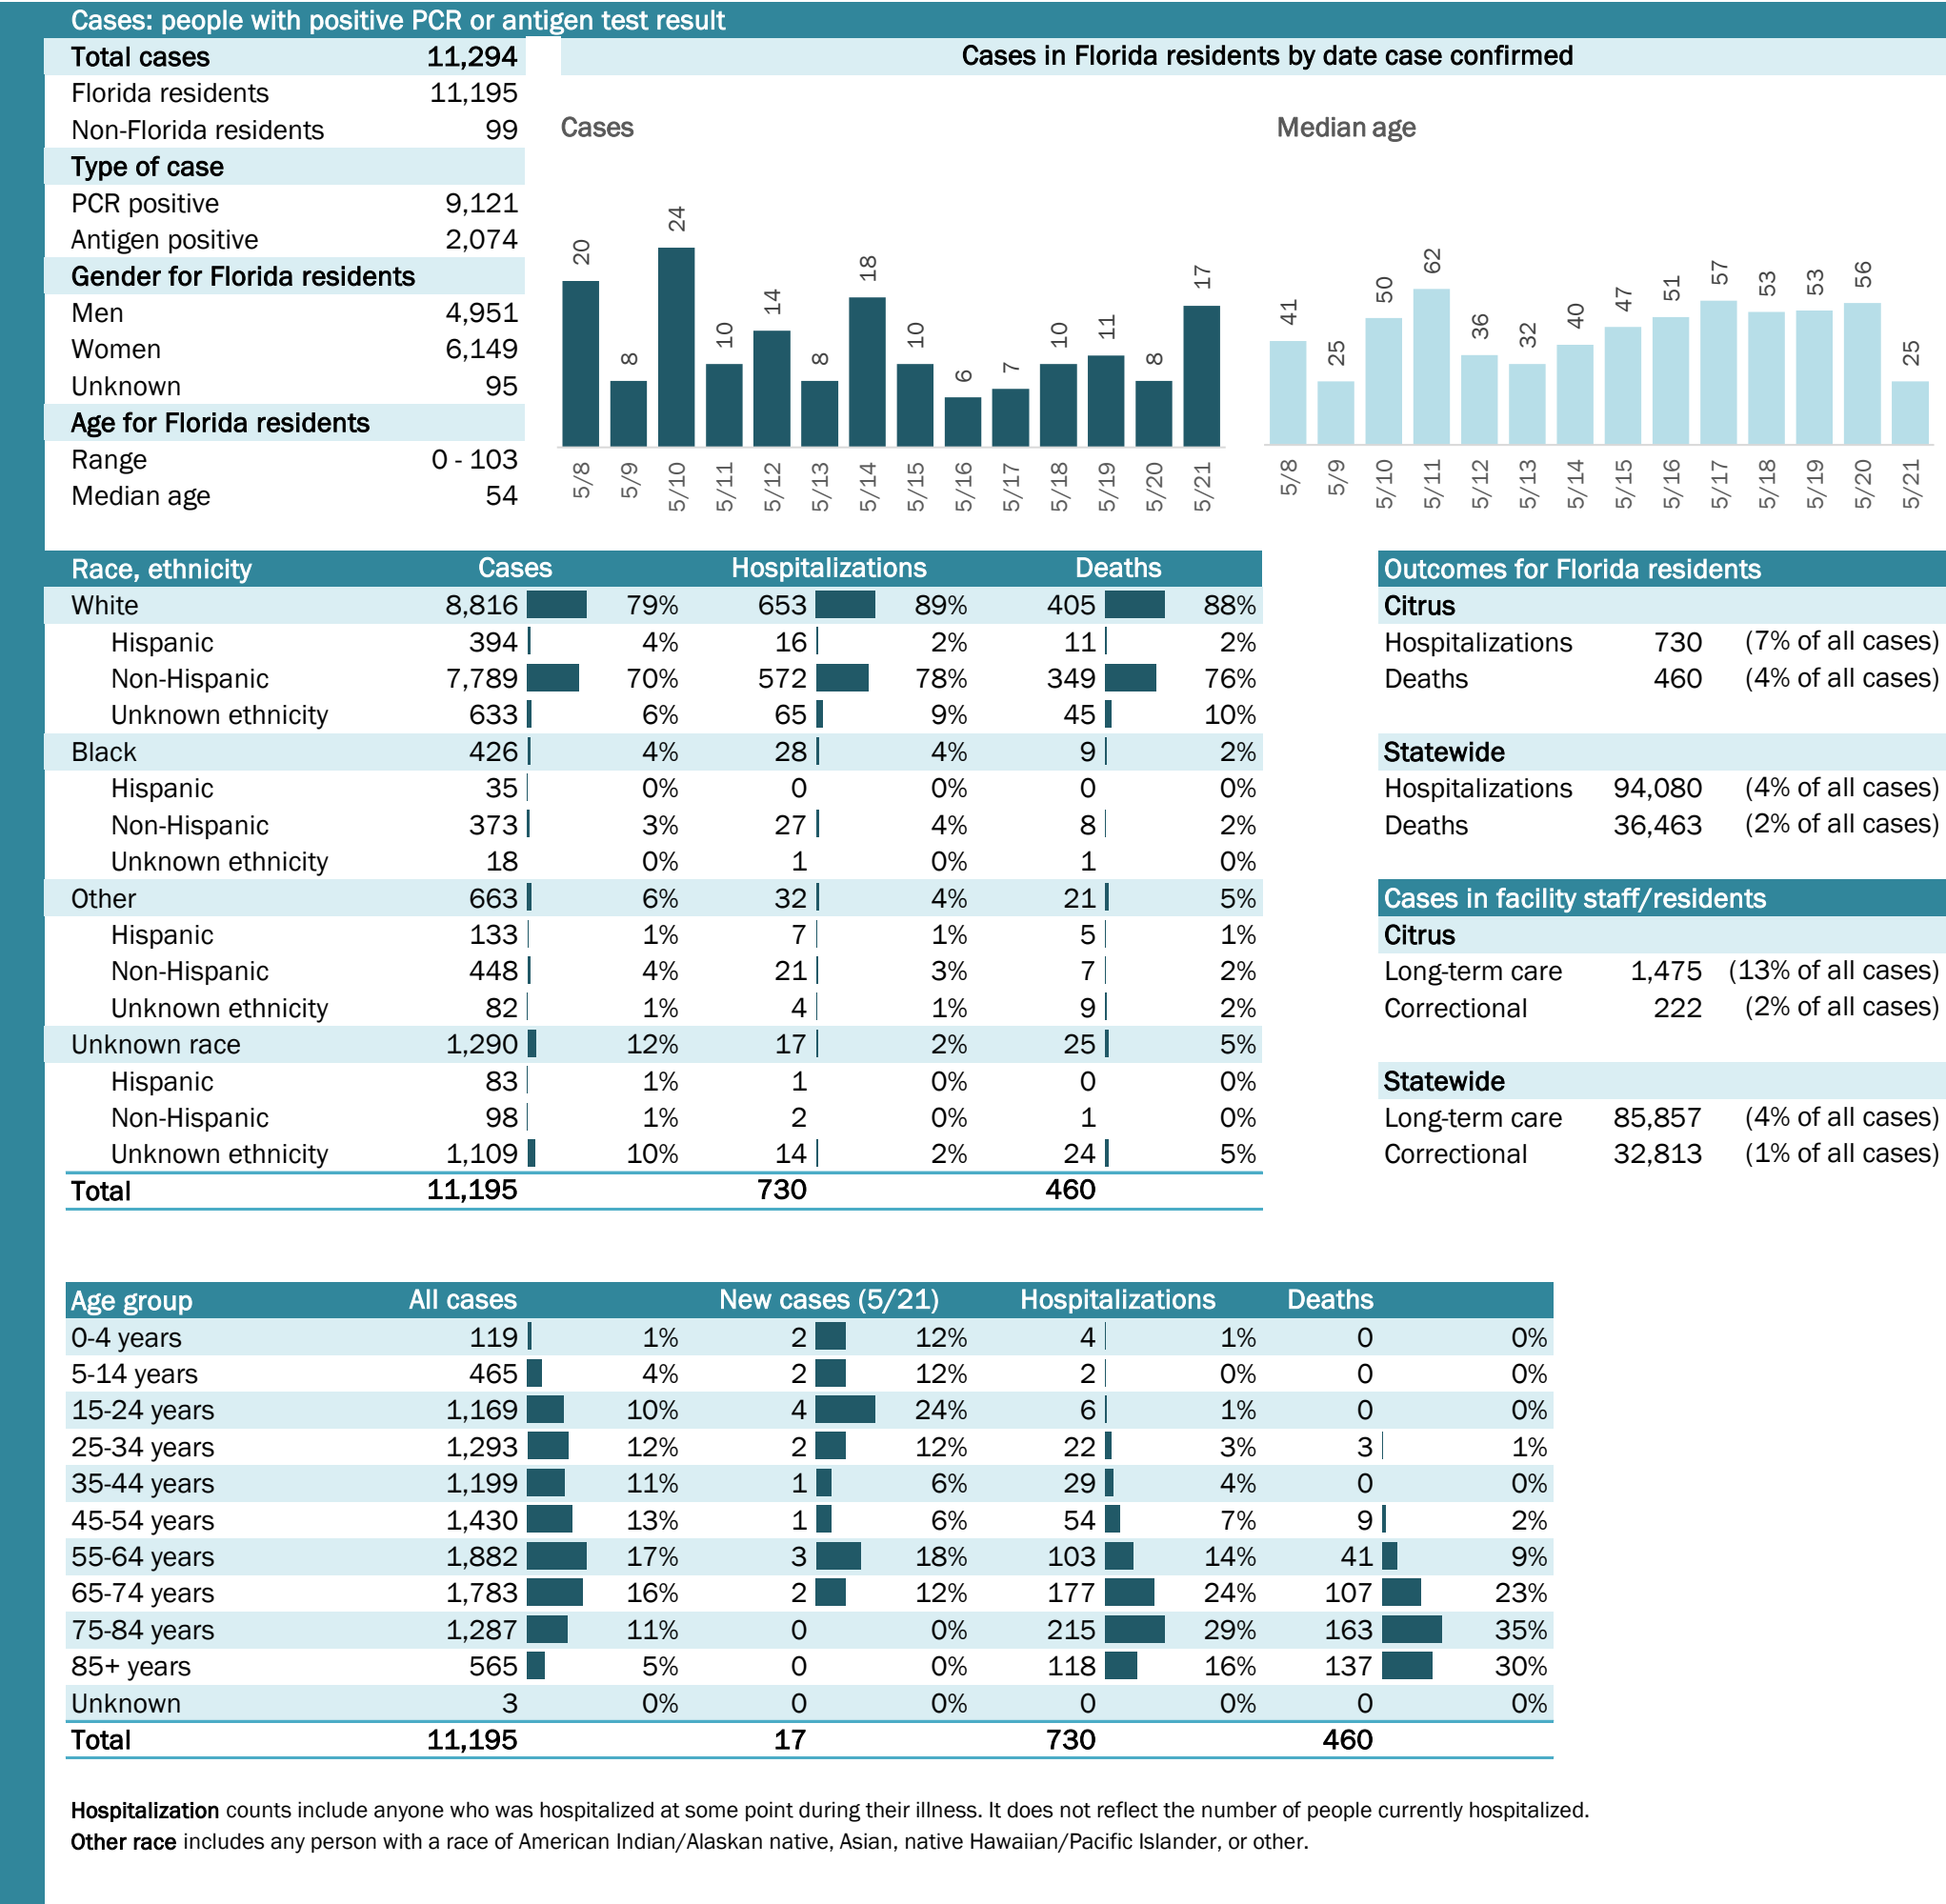 Cases: people with positive PCR or antigen test result
Total cases 11,294
Florida residents 11,195
Non-Florida residents 99
Type of case
PCR positive 9,121
Antigen positive 2,074
Gender for Florida residents
Men 4,951
Women 6,149
Unknown 95
Age for Florida residents
Range 0 - 103
Median age 54
Cases in Florida residents by date case confirmed
Cases
20 8 24 10 14 8 18 10 6 7 10 11 8 17
5/8 5/9 5/10 5/11 5/12 5/13 5/14 5/15 5/16 5/17 5/18 5/19 5/20 5/21
Median age
41 25 50 62 36 32 40 47 51 57 53 53 56 25
5/8 5/9 5/10 5/11 5/12 5/13 5/14 5/15 5/16 5/17 5/18 5/19 5/20 5/21
Race, ethnicity Cases Hospitalizations Deaths
White 8,816 79% 653 89% 405 88%
Hispanic 394 4% 16 2% 11 2%
Non-Hispanic 7,789 70% 572 78% 349 76%
Unknown ethnicity 633 6% 65 9% 45 10%
Black 426 4% 28 4% 9 2%
Hispanic 35 0% 0 0% 0 0%
Non-Hispanic 373 3% 27 4% 8 2%
Unknown ethnicity 18 0% 1 0% 1 0%
Other 663 6% 32 4% 21 5%
Hispanic 133 1% 7 1% 5 1%
Non-Hispanic 448 4% 21 3% 7 2%
Unknown ethnicity 82 1% 4 1% 9 2%
Unknown race 1,290 12% 17 2% 25 5%
Hispanic 83 1% 1 0% 0 0%
Non-Hispanic 98 1% 2 0% 1 0%
Unknown ethnicity 1,109 10% 14 2% 24 5%
Total 11,195 730 460
Outcomes for Florida residents
Citrus
Hospitalizations 730 (7% of all cases)
Deaths 460 (4% of all cases)
Statewide
Hospitalizations 94,080 (4% of all cases)
Deaths 36,463 (2% of all cases)
Cases in facility staff/residents
Citrus
Long-term care 1,475 (13% of all cases)
Correctional 222 (2% of all cases)
Statewide
Long-term care 85,857 (4% of all cases)
Correctional 32,813 (1% of all cases)
Age group All cases New cases (5/21) Hospitalizations Deaths
0-4 years 119 1% 2 12% 4 1% 0 0%
5-14 years 465 4% 2 12% 2 0% 0 0%
15-24 years 1,169 10% 4 24% 6 1% 0 0%
25-34 years 1,293 12% 2 12% 22 3% 3 1%
35-44 years 1,199 11% 1 6% 29 4% 0 0%
45-54 years 1,430 13% 1 6% 54 7% 9 2%
55-64 years 1,882 17% 3 18% 103 14% 41 9%
65-74 years 1,783 16% 2 12% 177 24% 107 23%
75-84 years 1,287 11% 0 0% 215 29% 163 35%
85+ years 565 5% 0 0% 118 16% 137 30%
Unknown 3 0% 0 0% 0 0% 0 0%
Total 11,195 17 730 460
Hospitalization counts include anyone who was hospitalized at some point during their illness. It does not reflect the number of people currently hospitalized.
Other race includes any person with a race of American Indian/Alaskan native, Asian, native Hawaiian/Pacific Islander, or other.